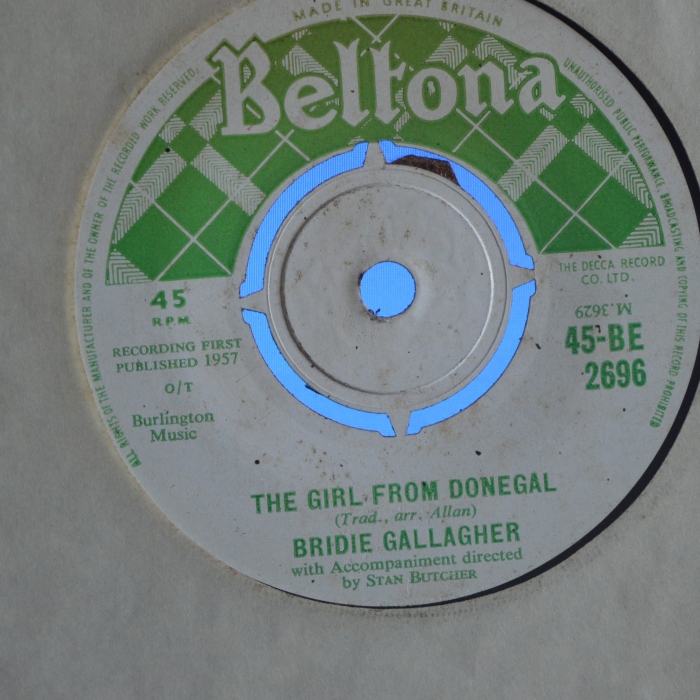 MADE IN GREAT BRITAIN
Beltona
ALL RIGHTS OF THE MANUFACTURER AND OF THE OWNER OF THE RECORDED WORK RESERVED.
UNAUTHORISED PUBLIC PERFORMANCE, BROADCASTING AND COPYING OF THIS RECORD PROHIBITED
45
R.P.M.
RECORDING FIRST
PUBLISHED 1957
O/T
Burlington
Music
THE DECCA RECORD
CO. LTD.
M.3629
45-BE
2696
THE GIRL FROM DONEGAL
(Trad., arr. Allan)
BRIDIE GALLAGHER
with Accompaniment directed
by STAN BUTCHER